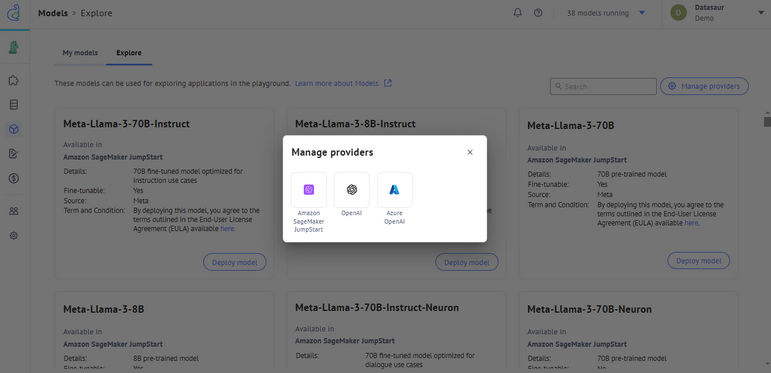 Models > Explore
38 models running
D
Datasaur
Demo
My models
Explore
These models can be used for exploring applications in the playground. Learn more about Models
Search
Manage providers
Meta-Llama-3-70B-Instruct
Available in
Amazon SageMaker JumpStart
Details: 70B fine-tuned model optimized for
instruction use cases
Fine-tunable: Yes
Source: Meta
Term and Condition: By deploying this model, you agree to the
terms outlined in the End-User License
Agreement (EULA) available here.
Deploy model
Meta-Llama-3-8B-Instruct
Deploy model
Meta-Llama-3-70B
Available in
Amazon SageMaker JumpStart
Details: 70B pre-trained model
Fine-tunable: Yes
Source: Meta
Term and Condition: By deploying this model, you agree to the
terms outlined in the End-User License
Agreement (EULA) available here.
Deploy model
Manage providers
Amazon
SageMaker
JumpStart
OpenAI
Azure
OpenAI
Meta-Llama-3-8B
Available in
Amazon SageMaker JumpStart
Details: 8B pre-trained model
Fine-tunable: Yes
Meta-Llama-3-70B-Instruct-Neuron
Available in
Amazon SageMaker JumpStart
Details: 70B fine-tuned model optimized for
dialogue use cases
Meta-Llama-3-70B-Neuron
Available in
Amazon SageMaker JumpStart
Details: 70B pre-trained model
Fine-tunable: No